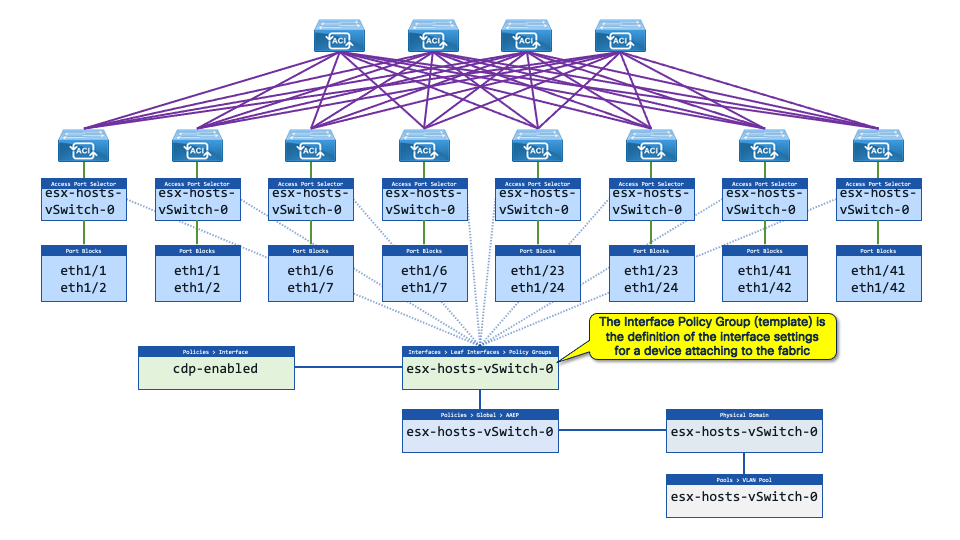 ACI ACI ACI ACI
ACI ACI ACI ACI ACI ACI ACI ACI
Access Port Selector Access Port Selector Access Port Selector Access Port Selector Access Port Selector Access Port Selector Access Port Selector Access Port Selector
esx-hosts- esx-hosts- esx-hosts- esx-hosts- esx-hosts- esx-hosts- esx-hosts- esx-hosts-
vSwitch-0 vSwitch-0 vSwitch-0 vSwitch-0 vSwitch-0 vSwitch-0 vSwitch-0 vSwitch-0
Port Blocks Port Blocks Port Blocks Port Blocks Port Blocks Port Blocks Port Blocks Port Blocks
eth1/1 eth1/1 eth1/6 eth1/6 eth1/23 eth1/23 eth1/41 eth1/41
eth1/2 eth1/2 eth1/7 eth1/7 eth1/24 eth1/24 eth1/42 eth1/42
The Interface Policy Group (template) is
the definition of the interface settings
for a device attaching to the fabric
Policies > Interface
cdp-enabled
Interfaces > Leaf Interfaces > Policy Groups
esx-hosts-vSwitch-0
Policies > Global > AAEP
esx-hosts-vSwitch-0
Physical Domain
esx-hosts-vSwitch-0
Pools > VLAN Pool
esx-hosts-vSwitch-0